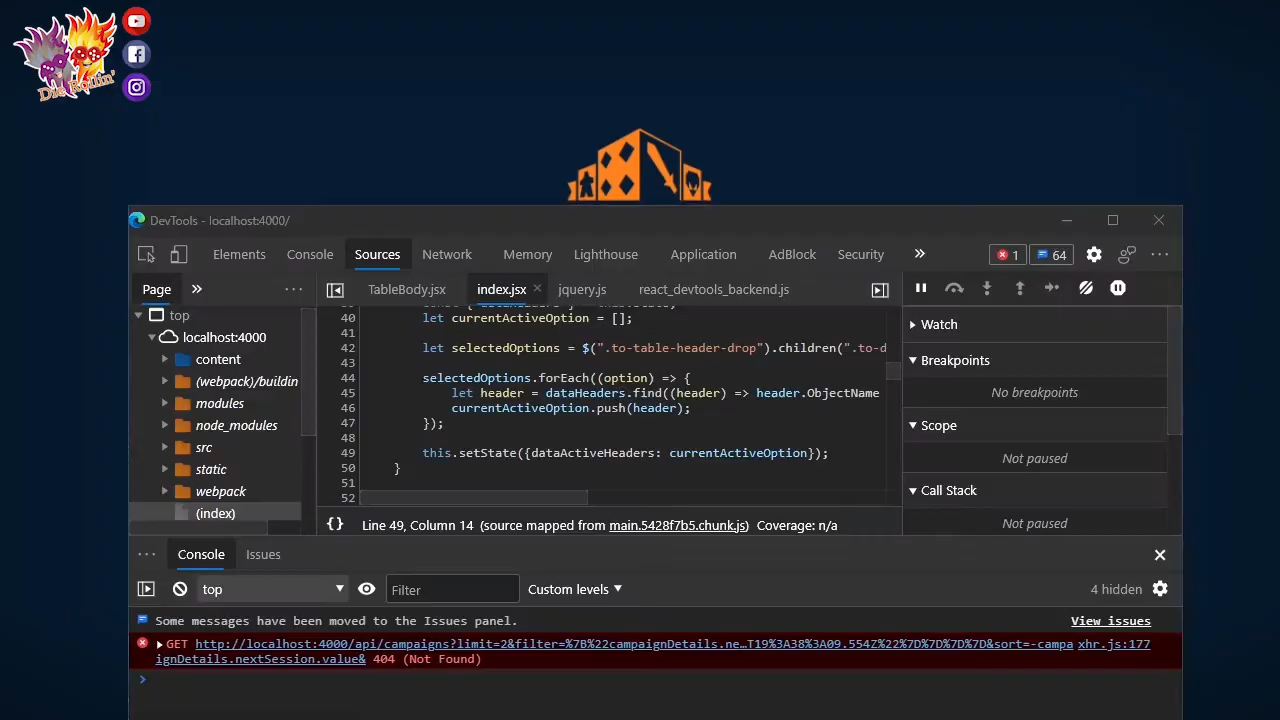 Die Rollin'
DevTools - localhost:4000/
Elements Console Sources Network Memory Lighthouse Application AdBlock Security » 1 64
Page » TableBody.jsx index.jsx × jquery.js react_devtools_backend.js
top
localhost:4000
content
(webpack)/buildin
modules
node_modules
src
static
webpack
(index)
40 let currentActiveOption = [];
41
42 let selectedOptions = $(".to-table-header-drop").children(".to-d
43
44 selectedOptions.forEach((option) => {
45 let header = dataHeaders.find((header) => header.ObjectName
46 currentActiveOption.push(header);
47 });
48
49 this.setState({dataActiveHeaders: currentActiveOption});
50 }
51
52
{} Line 49, Column 14 (source mapped from main.5428f7b5.chunk.js) Coverage: n/a
Watch
Breakpoints
No breakpoints
Scope
Not paused
Call Stack
Not paused
Console Issues
top Filter Custom levels 4 hidden
Some messages have been moved to the Issues panel. View issues
GET http://localhost:4000/api/campaigns?limit=2&filter=%7B%22campaignDetails.ne…T19%3A38%3A09.554Z%22%7D%7D%7D%7D&sort=-campa xhr.js:177
ignDetails.nextSession.value& 404 (Not Found)